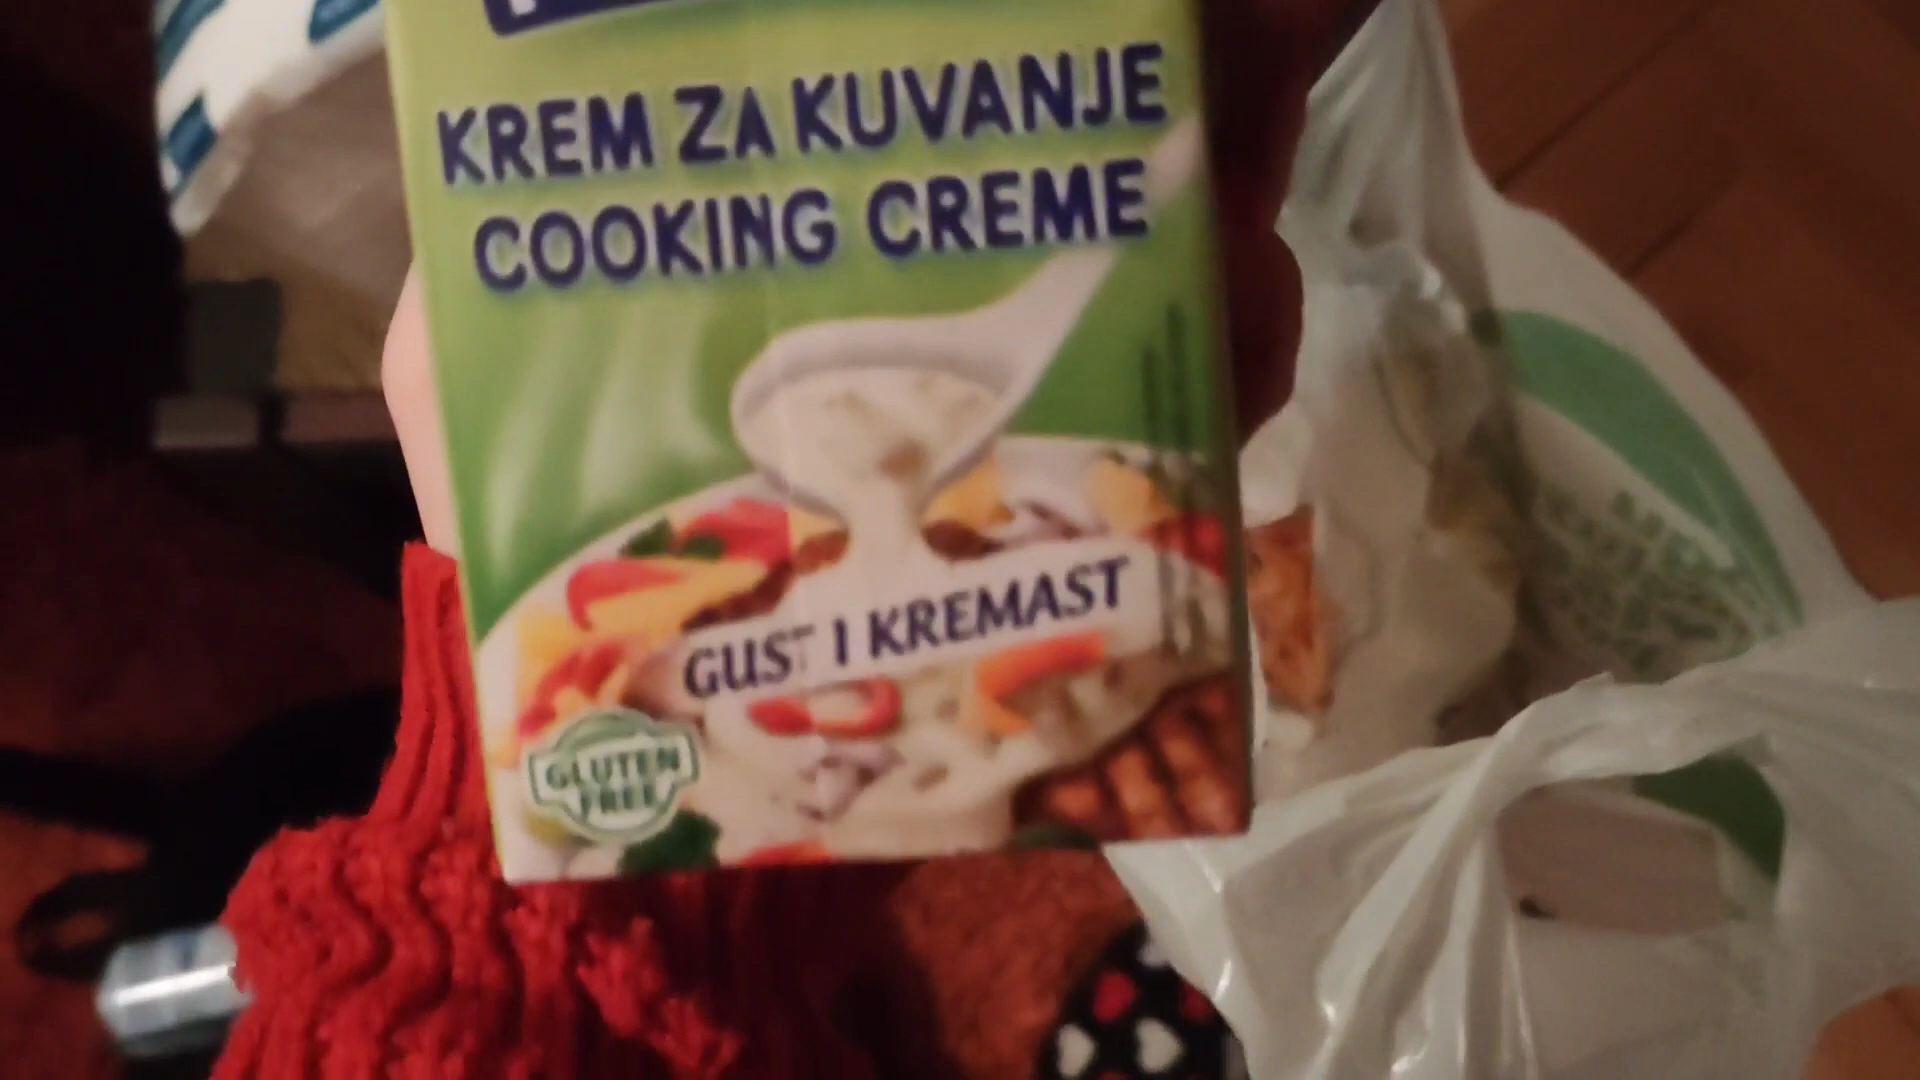 KREM ZA KUVANJE
COOKING CREME
GUST I KREMAST
GLUTEN
FREE